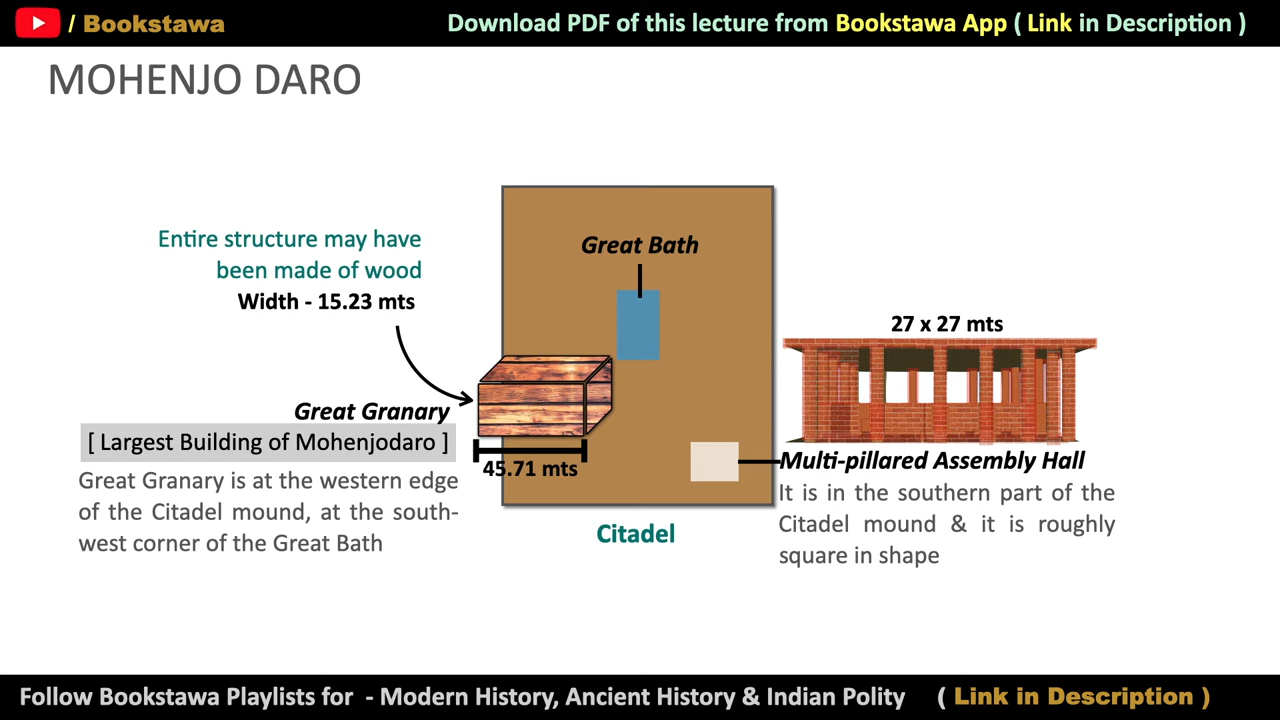 / Bookstawa
Download PDF of this lecture from Bookstawa App ( Link in Description )
MOHENJO DARO
Entire structure may have
been made of wood
Width - 15.23 mts
Great Granary
[ Largest Building of Mohenjodaro ]
Great Granary is at the western edge
of the Citadel mound, at the south-
west corner of the Great Bath
45.71 mts
Great Bath
Citadel
27 x 27 mts
Multi-pillared Assembly Hall
It is in the southern part of the
Citadel mound & it is roughly
square in shape
Follow Bookstawa Playlists for - Modern History, Ancient History & Indian Polity ( Link in Description )